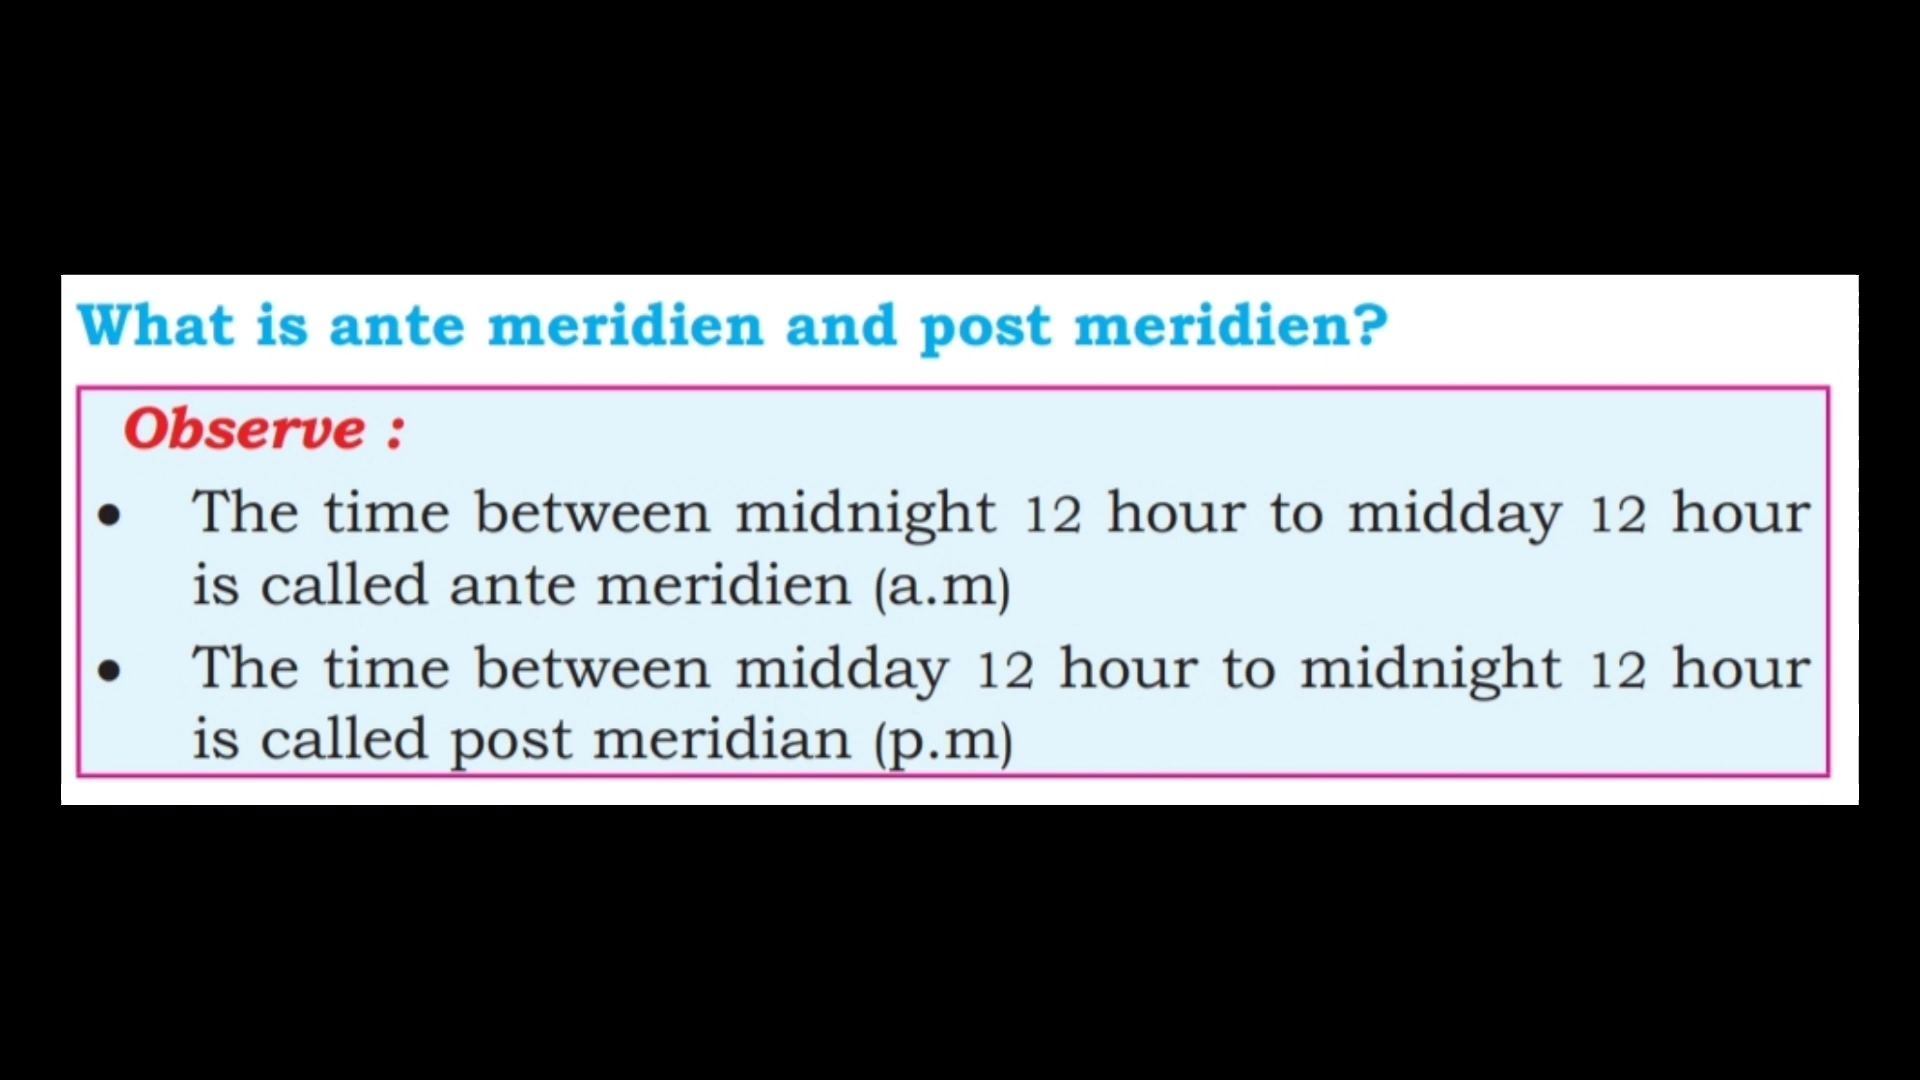 What is ante meridien and post meridien?
Observe :
• The time between midnight 12 hour to midday 12 hour
is called ante meridien (a.m)
• The time between midday 12 hour to midnight 12 hour
is called post meridian (p.m)